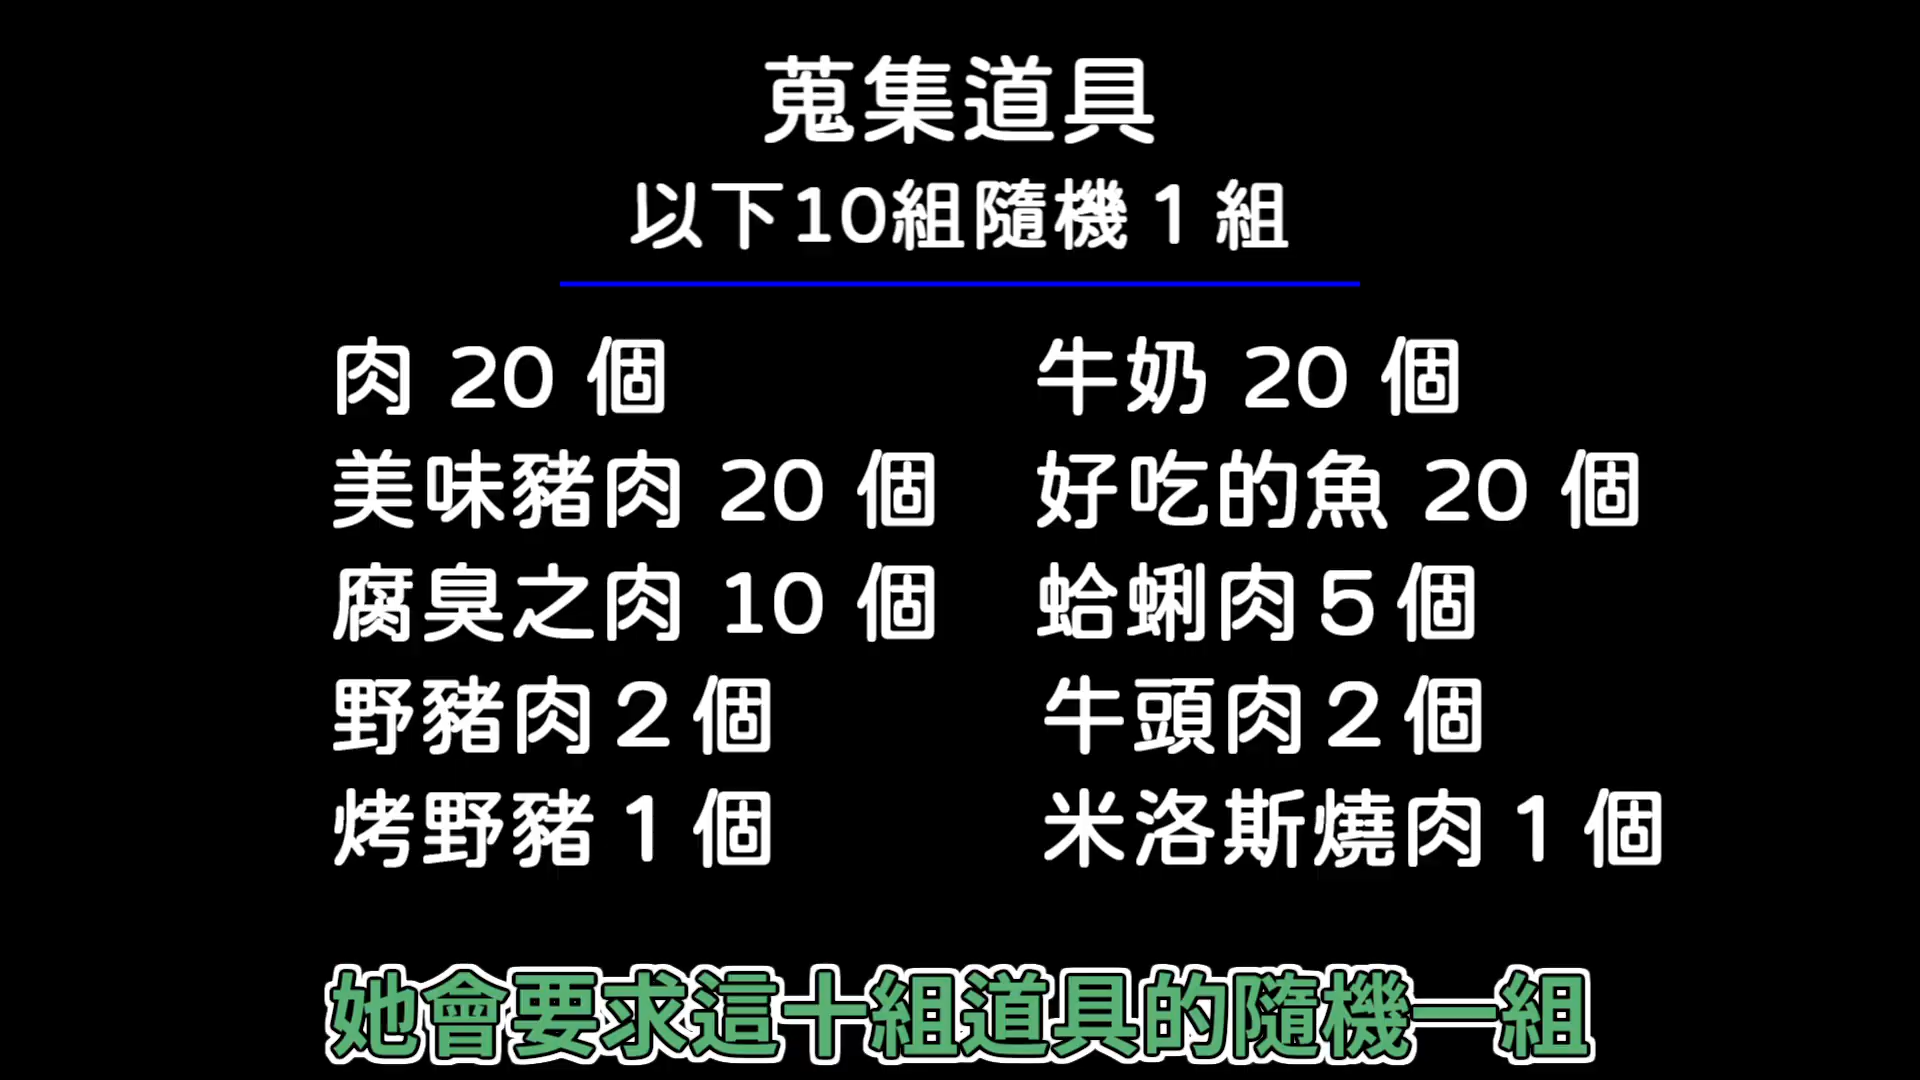 蒐集道具
以下10組隨機1組
肉 20 個
牛奶 20 個
美味豬肉 20 個
好吃的魚 20 個
腐臭之肉 10 個
蛤蜊肉5個
野豬肉2個
牛頭肉2個
烤野豬1個
米洛斯燒肉1個
她會要求這十組道具的隨機一組